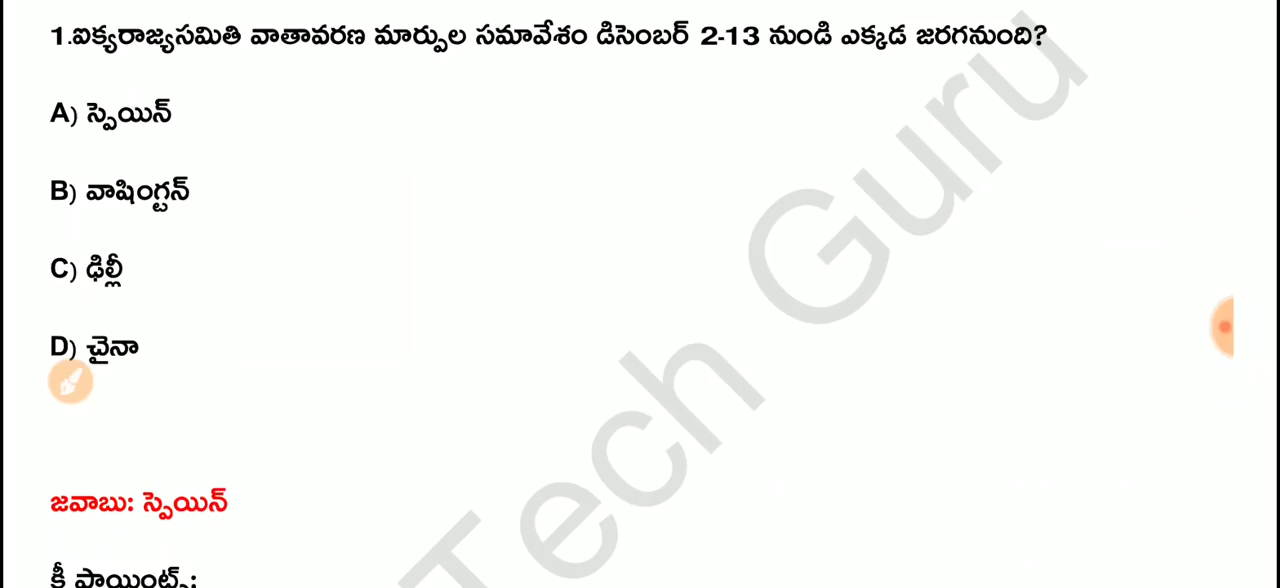 1.ఐక్యరాజ్యసమితి వాతావరణ మార్పుల సమావేశం డిసెంబర్ 2-13 నుండి ఎక్కడ జరగనుంది?
A) స్పెయిన్
B) వాషింగ్టన్
C) ఢిల్లీ
D) చైనా
జవాబు: స్పెయిన్
కీ పాయింట్స్:
Tech Guru